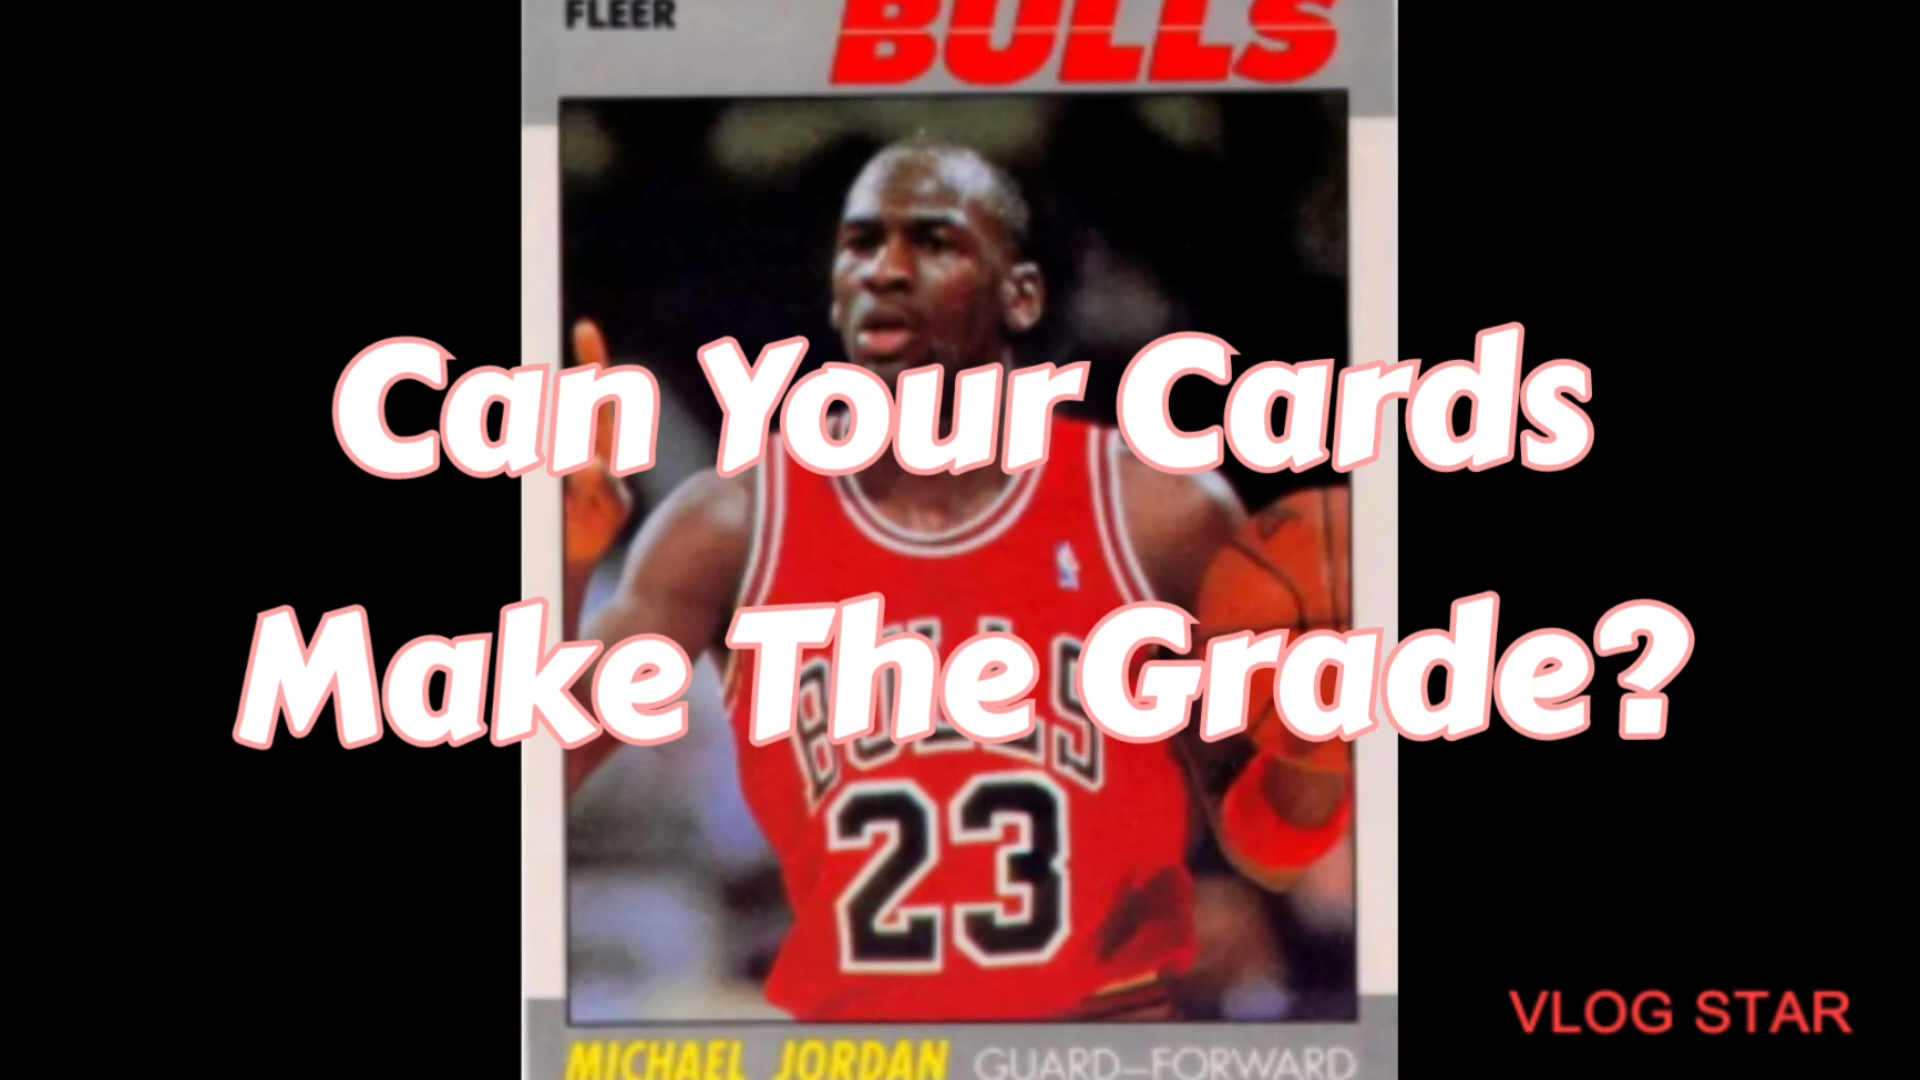 FLEER
BULLS
Can Your Cards
Make The Grade?
BULLS
23
MICHAEL JORDAN GUARD–FORWARD
VLOG STAR